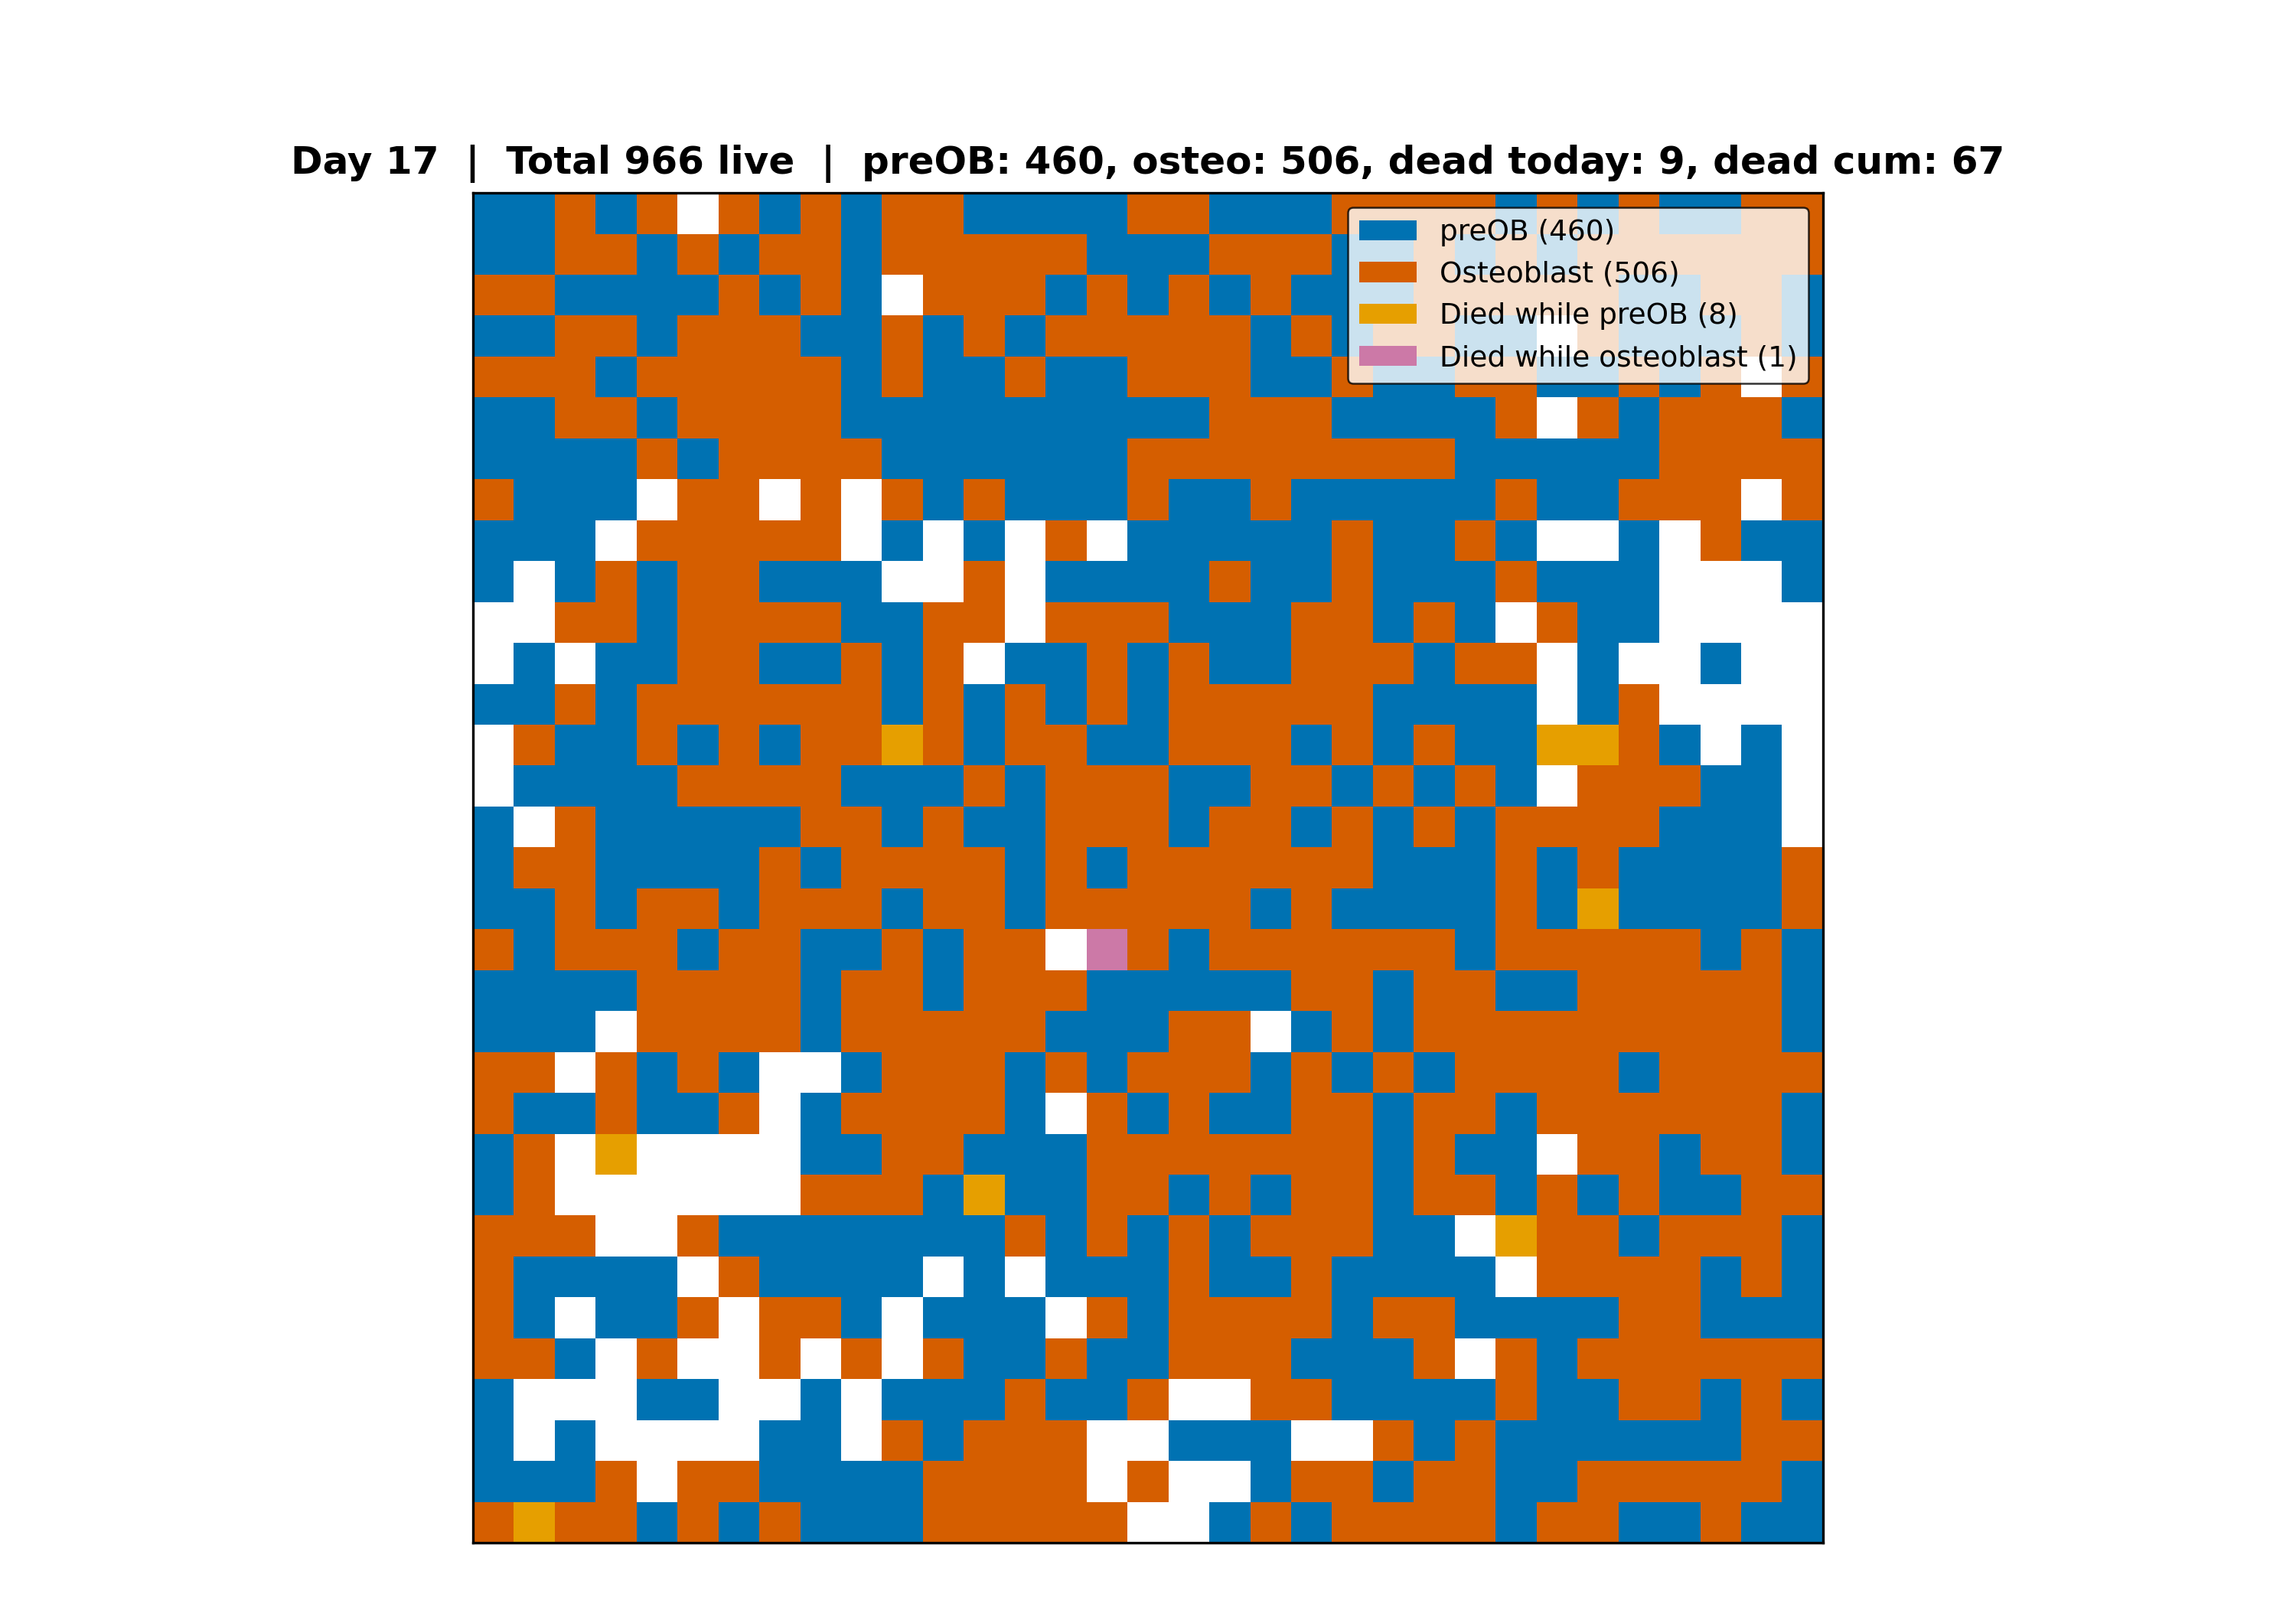 Day 17 | Total 966 live | preOB: 460, osteo: 506, dead today: 9, dead cum: 67
preOB (460)
Osteoblast (506)
Died while preOB (8)
Died while osteoblast (1)